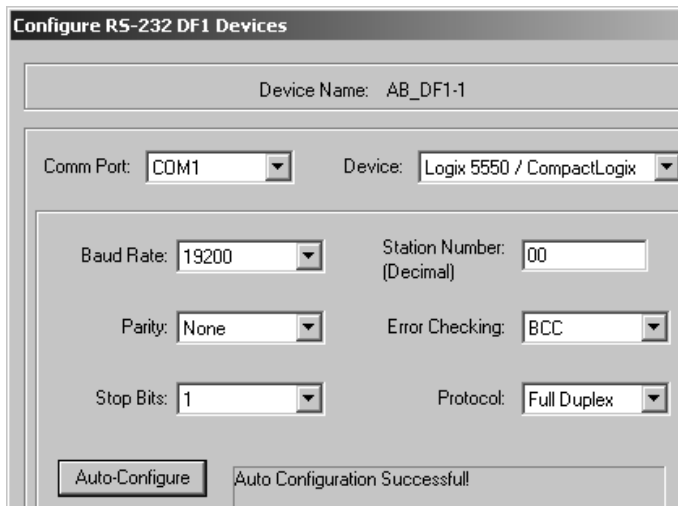 Configure RS-232 DF1 Devices
Device Name: AB_DF1-1
Comm Port: COM1 Device: Logix 5550 / CompactLogix
Baud Rate: 19200 Station Number: 00
(Decimal)
Parity: None Error Checking: BCC
Stop Bits: 1 Protocol: Full Duplex
Auto-Configure Auto Configuration Successful!